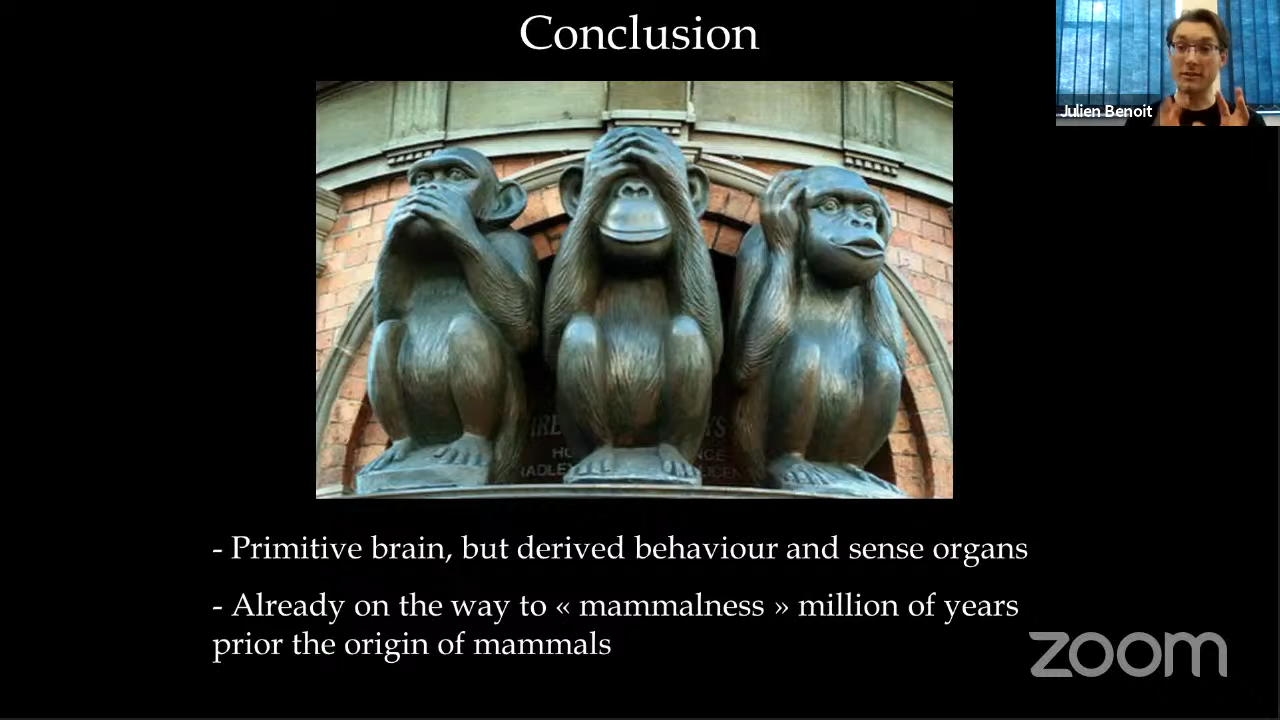 Conclusion
Julien Benoit
- Primitive brain, but derived behaviour and sense organs
- Already on the way to « mammalness » million of years
prior the origin of mammals
zoom